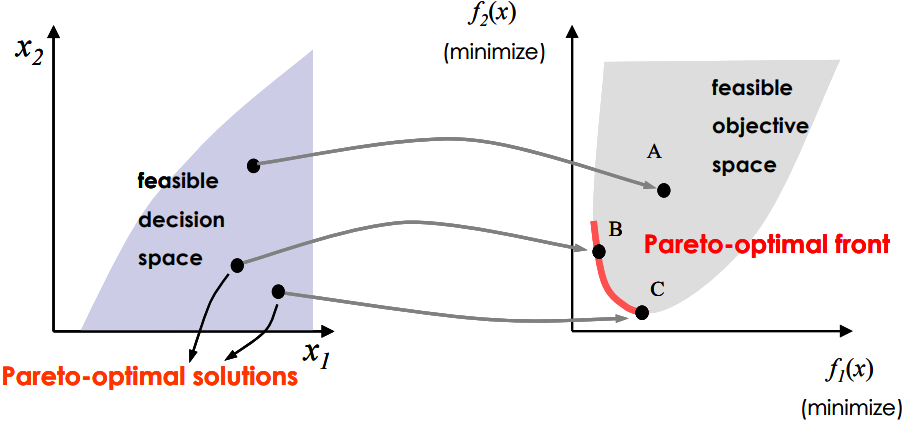 x2
feasible
decision
space
x1
Pareto-optimal solutions
f2(x)
(minimize)
feasible
objective
space
A
B
Pareto-optimal front
C
f1(x)
(minimize)